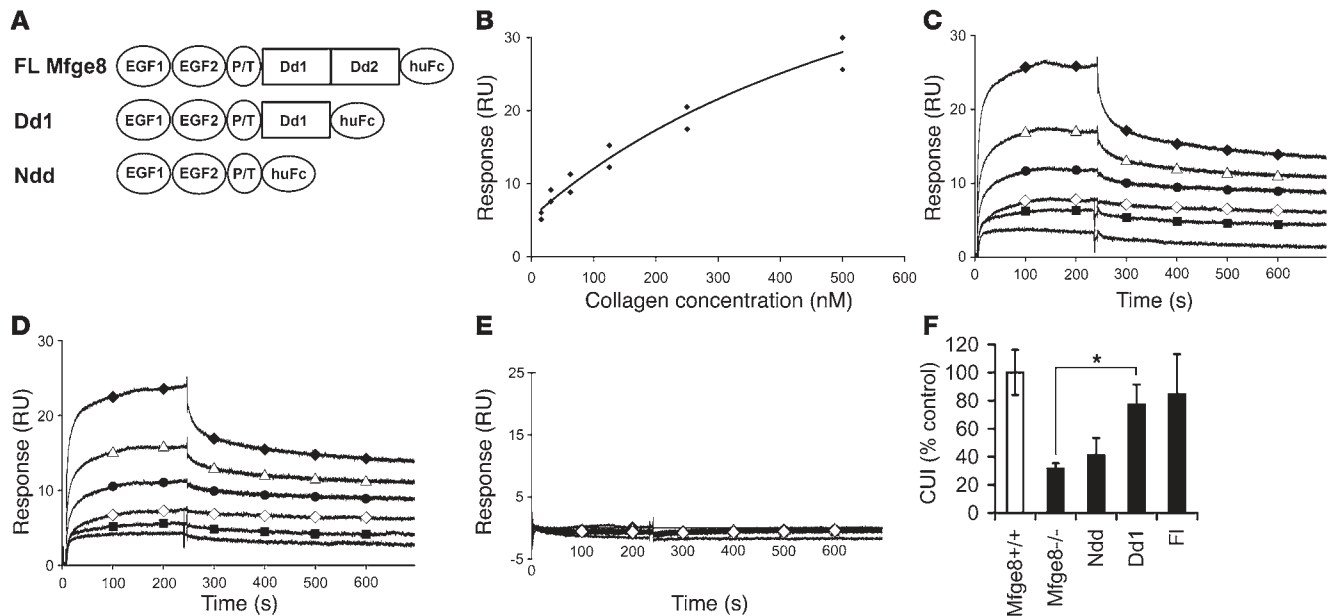 A
FL Mfge8 EGF1 EGF2 P/T Dd1 Dd2 huFc
Dd1 EGF1 EGF2 P/T Dd1 huFc
Ndd EGF1 EGF2 P/T huFc
B
Response (RU)
30
20
10
0
0 100 200 300 400 500 600
Collagen concentration (nM)
C
Response (RU)
30
20
10
0
0 100 200 300 400 500 600
Time (s)
D
Response (RU)
30
20
10
0
0 100 200 300 400 500 600
Time (s)
E
Response (RU)
25
15
5
-5
100 200 300 400 500 600
Time (s)
F
CUI (% control)
120
100
80
60
40
20
0
*
Mfge8+/+
Mfge8-/-
Ndd
Dd1
Fl